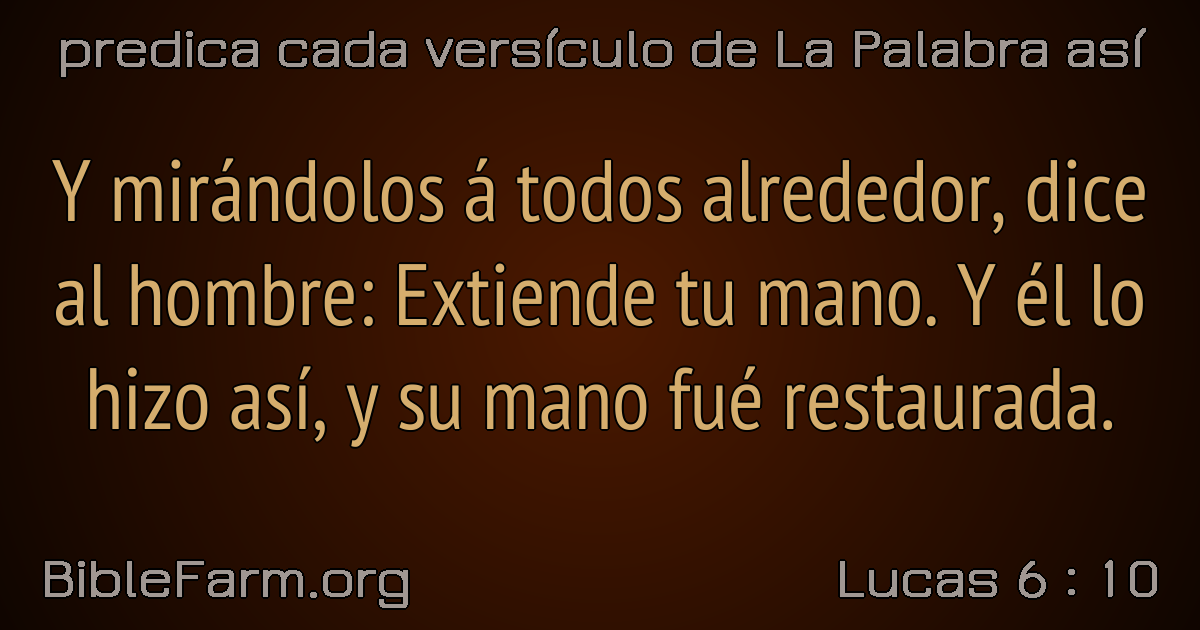 predica cada versículo de La Palabra así
Y mirándolos á todos alrededor, dice
al hombre: Extiende tu mano. Y él lo
hizo así, y su mano fué restaurada.
BibleFarm.org
Lucas 6 : 10